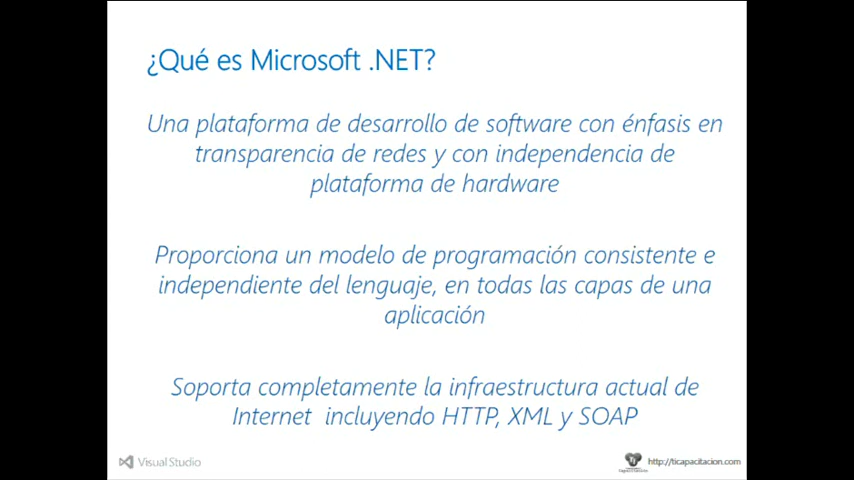 ¿Qué es Microsoft .NET?
Una plataforma de desarrollo de software con énfasis en
transparencia de redes y con independencia de
plataforma de hardware
Proporciona un modelo de programación consistente e
independiente del lenguaje, en todas las capas de una
aplicación
Soporta completamente la infraestructura actual de
Internet incluyendo HTTP, XML y SOAP
Visual Studio
http://ticapacitacion.com